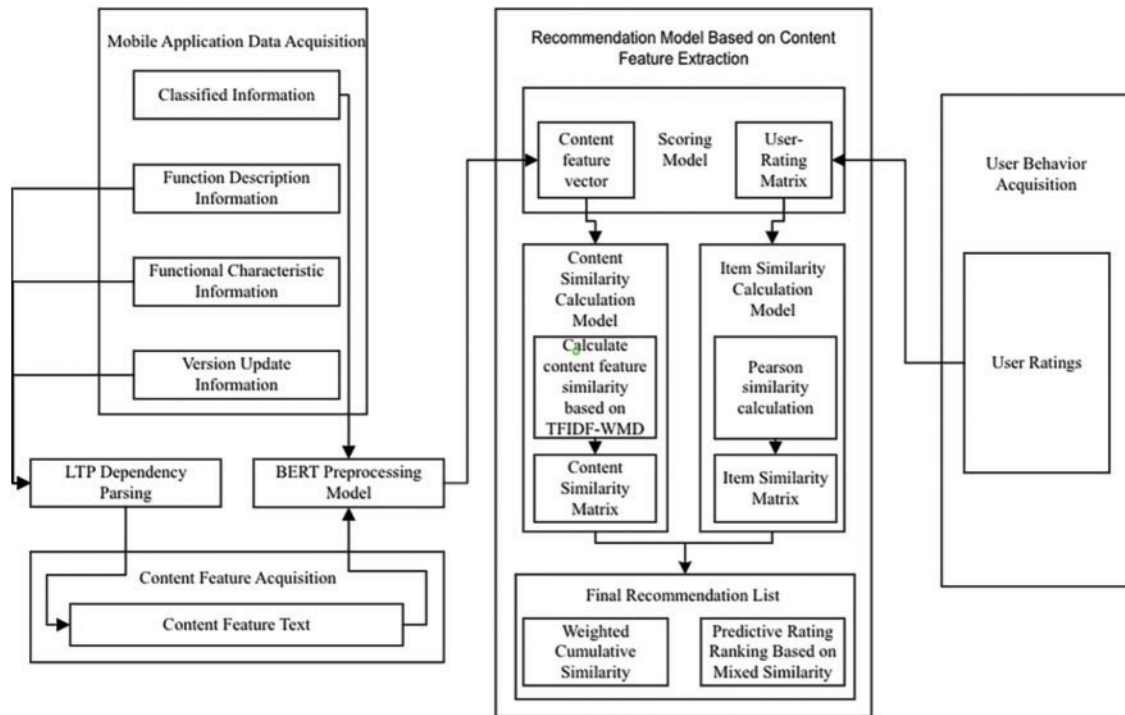 Mobile Application Data Acquisition
Classified Information
Function Description
Information
Functional Characteristic
Information
Version Update
Information
LTP Dependency
Parsing
BERT Preprocessing
Model
Content Feature Acquisition
Content Feature Text
Recommendation Model Based on Content
Feature Extraction
Content
feature
vector
Scoring
Model
User-
Rating
Matrix
Content
Similarity
Calculation
Model
Calculate
content feature
similarity
based on
TFIDF-WMD
Content
Similarity
Matrix
Item Similarity
Calculation
Model
Pearson
similarity
calculation
Item Similarity
Matrix
Final Recommendation List
Weighted
Cumulative
Similarity
Predictive Rating
Ranking Based on
Mixed Similarity
User Behavior
Acquisition
User Ratings